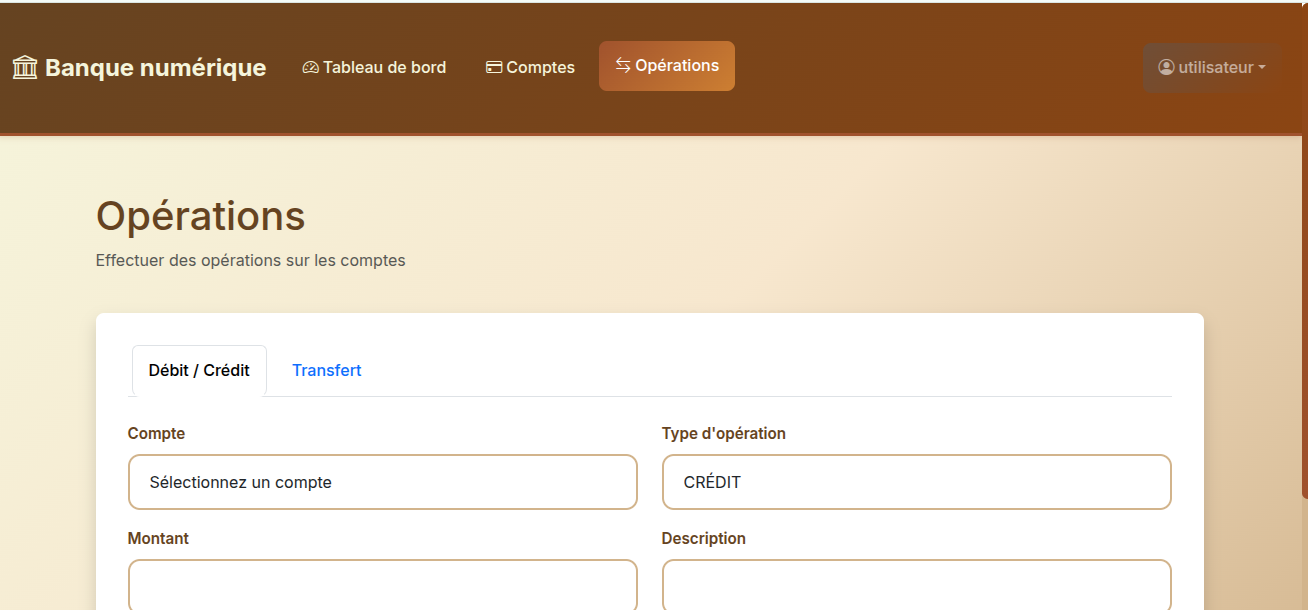 Banque numérique Tableau de bord Comptes Opérations utilisateur
Opérations
Effectuer des opérations sur les comptes
Débit / Crédit Transfert
Compte Type d'opération
Sélectionnez un compte CRÉDIT
Montant Description